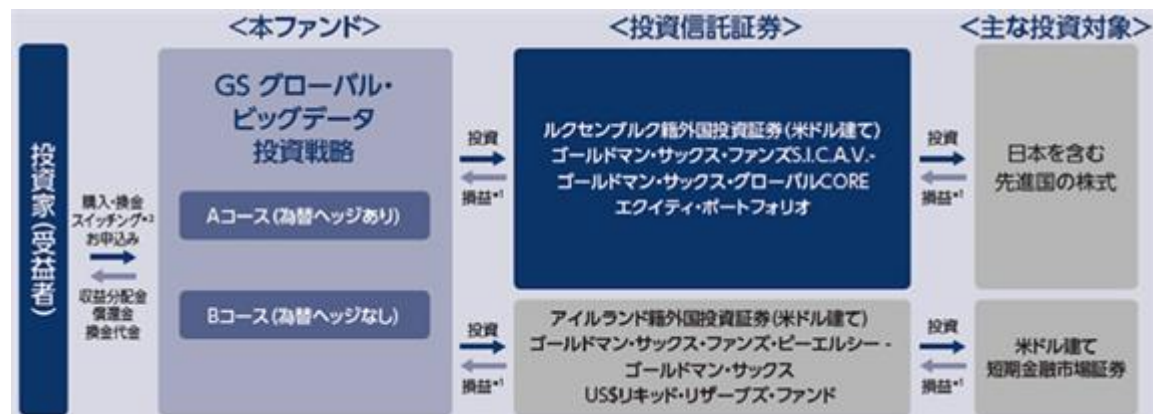 <本ファンド>
<投資信託証券>
<主な投資対象>
投資家(受益者)
購入・換金
スイッチング*2
お申込み
収益分配金
償還金
換金代金
GS グローバル・
ビッグデータ
投資戦略
Aコース(為替ヘッジあり)
Bコース(為替ヘッジなし)
投資
損益*1
ルクセンブルク籍外国投資証券(米ドル建て)
ゴールドマン・サックス・ファンズS.I.C.A.V.-
ゴールドマン・サックス・グローバルCORE
エクイティ・ポートフォリオ
投資
損益*1
日本を含む
先進国の株式
投資
損益*1
アイルランド籍外国投資証券(米ドル建て)
ゴールドマン・サックス・ファンズ・ピーエルシー -
ゴールドマン・サックス
US$リキッド・リザーブズ・ファンド
投資
損益*1
米ドル建て
短期金融市場証券